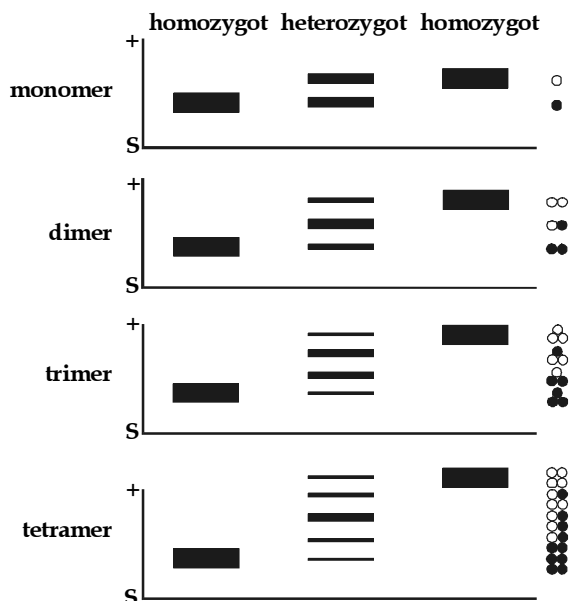 homozygot heterozygot homozygot
+
monomer
S
+
dimer
S
+
trimer
S
+
tetramer
S